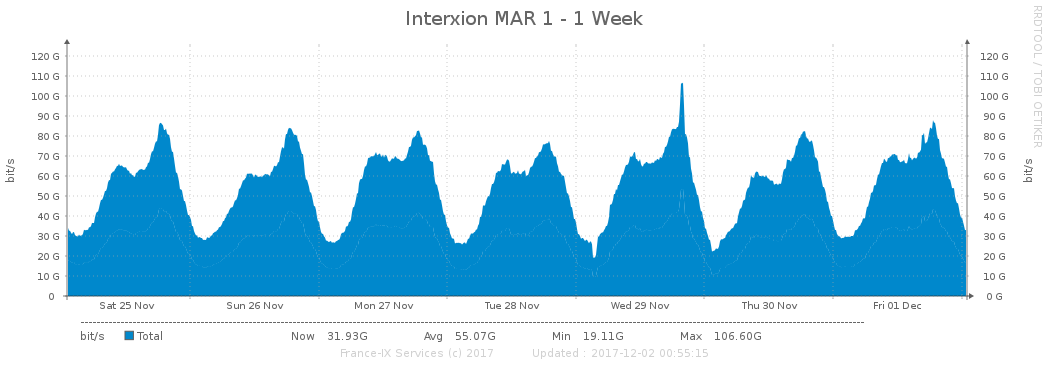 Interxion MAR 1 - 1 Week
RRDTOOL / TOBI OETIKER
120 G 120 G
110 G 110 G
100 G 100 G
90 G 90 G
80 G 80 G
70 G 70 G
60 G 60 G
50 G 50 G
40 G 40 G
30 G 30 G
20 G 20 G
10 G 10 G
0 0 G
bit/s
bit/s
Sat 25 Nov Sun 26 Nov Mon 27 Nov Tue 28 Nov Wed 29 Nov Thu 30 Nov Fri 01 Dec
bit/s Total Now 31.93G Avg 55.07G Min 19.11G Max 106.60G
France-IX Services (c) 2017 Updated : 2017-12-02 00:55:15